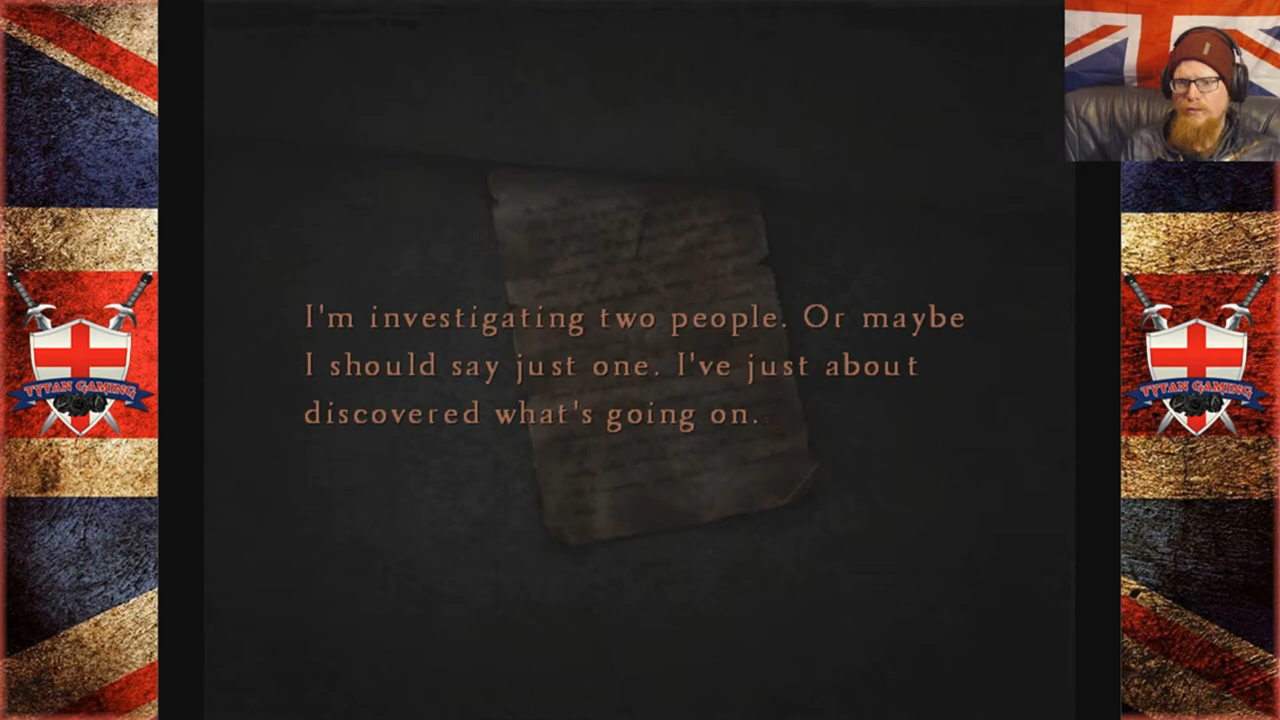 I'm investigating two people. Or maybe
I should say just one. I've just about
discovered what's going on.
TYTAN GAMING
TYTAN GAMING